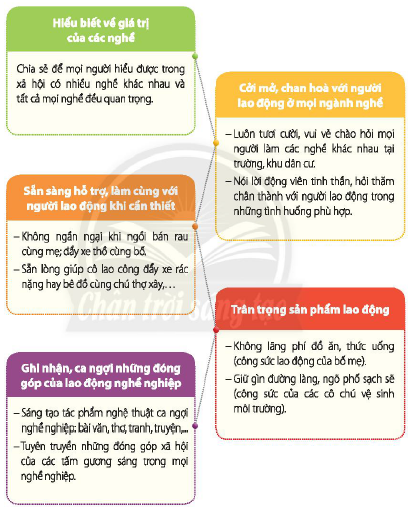 Hiểu biết về giá trị
của các nghề
Chia sẻ để mọi người hiểu được trong
xã hội có nhiều nghề khác nhau và
tất cả mọi nghề đều quan trọng.
Cởi mở, chan hoà với người
lao động ở mọi ngành nghề
– Luôn tươi cười, vui vẻ chào hỏi mọi
người làm các nghề khác nhau tại
trường, khu dân cư.
– Nói lời động viên tinh thần, hỏi thăm
chân thành với người lao động trong
những tình huống phù hợp.
Sẵn sàng hỗ trợ, làm cùng với
người lao động khi cần thiết
– Không ngần ngại khi ngồi bán rau
cùng mẹ; đẩy xe thồ cùng bố.
– Sẵn lòng giúp cô lao công đẩy xe rác
nặng hay bê đồ cùng chú thợ xây,…
Chân trời sáng tạo
Trân trọng sản phẩm lao động
– Không lãng phí đồ ăn, thức uống
(công sức lao động của bố mẹ).
– Giữ gìn đường làng, ngõ phố sạch sẽ
(công sức của các cô chú vệ sinh
môi trường).
Ghi nhận, ca ngợi những đóng
góp của lao động nghề nghiệp
– Sáng tạo tác phẩm nghệ thuật ca ngợi
nghề nghiệp: bài văn, thơ, tranh, truyện,...
– Tuyên truyền những đóng góp xã hội
của các tấm gương sáng trong mọi
nghề nghiệp.